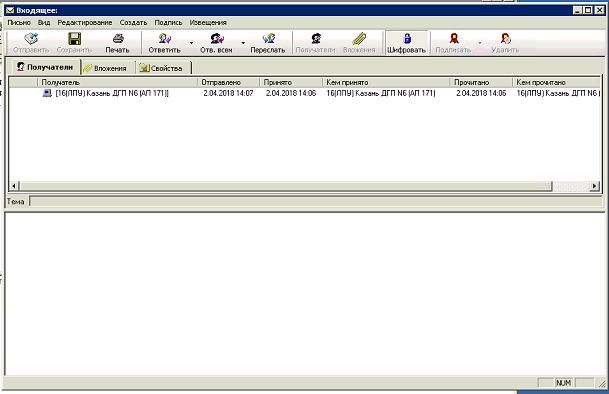 Входящее:
Письмо Вид Редактирование Создать Подпись Извещения
Отправить Сохранить Печать Ответить Отв. всем Переслать Получатели Вложения Шифровать Подписать Удалить
Получатели Вложения Свойства
Получатель Отправлено Принято Кем принято Прочитано Кем прочитано
[16(ЛПУ) Казань ДГП N6 (АП 171)] 2.04.2018 14:07 2.04.2018 14:06 16(ЛПУ) Казань ДГП N6 (АП 171) 2.04.2018 14:06 16(ЛПУ) Казань ДГП N6 (
Тема
NUM